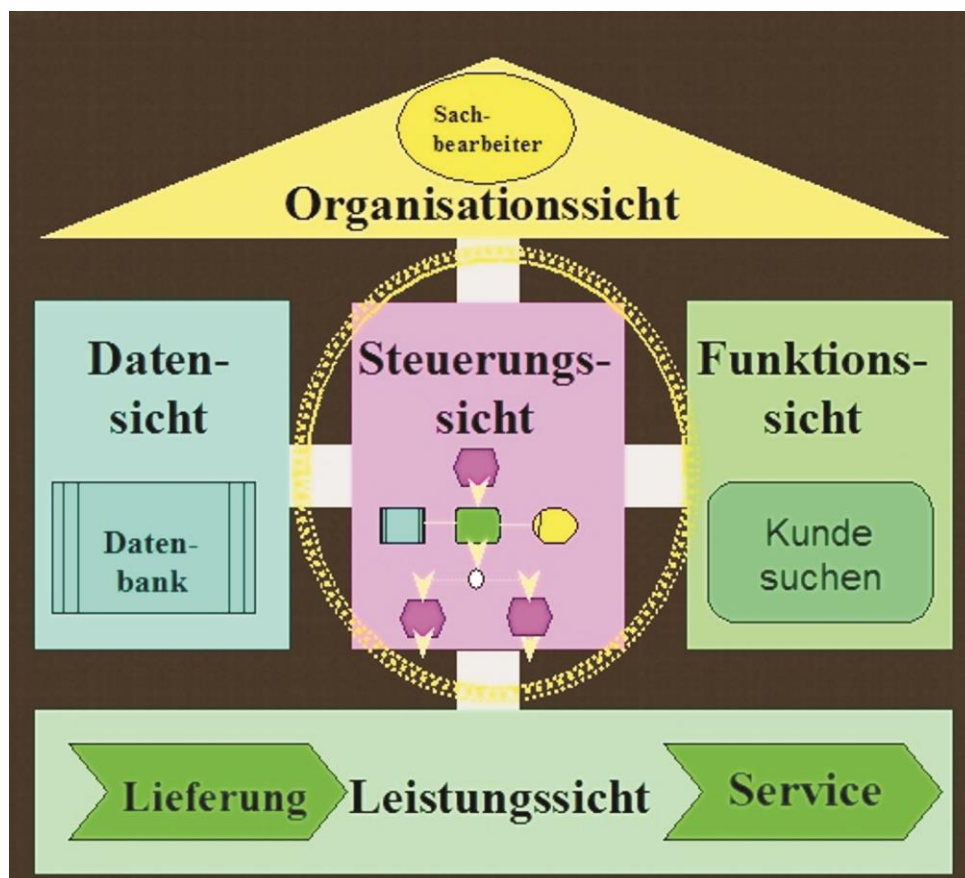 Sach-
bearbeiter
Organisationssicht
Daten-
sicht
Daten-
bank
Steuerungs-
sicht
Funktions-
sicht
Kunde
suchen
Lieferung
Leistungssicht
Service